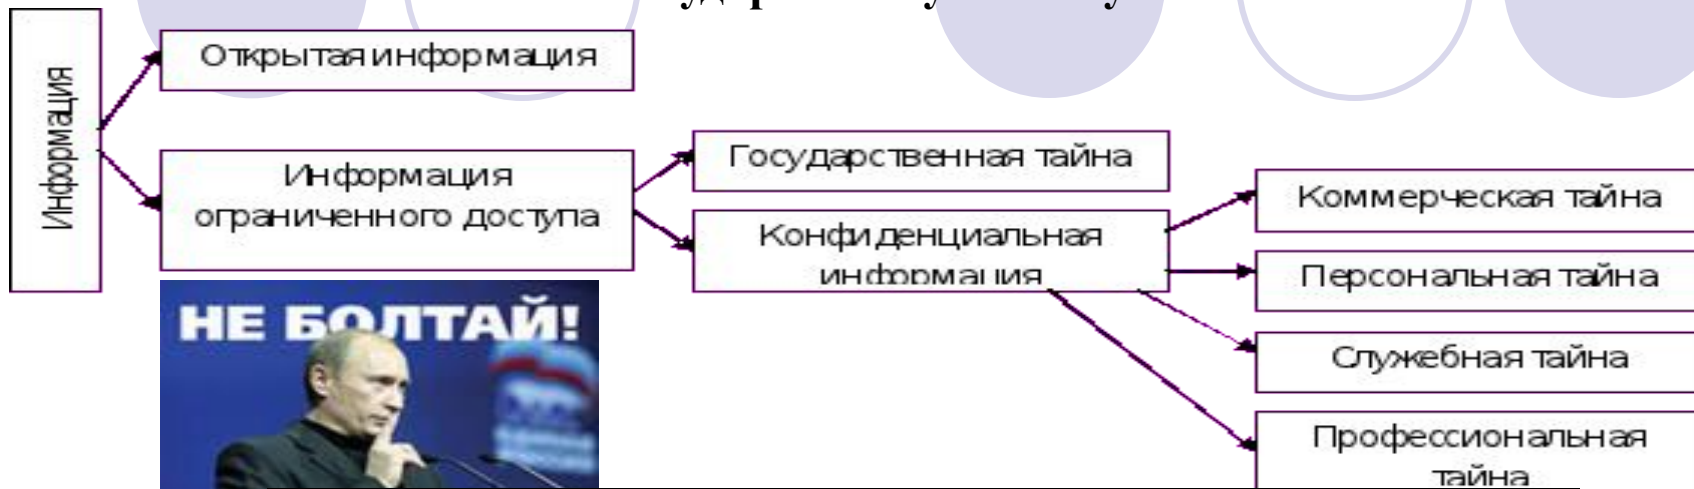 Информация
Открытая информация
Информация
ограниченного доступа
Государственная тайна
Конфиденциальная
информация
Коммерческая тайна
Персональная тайна
Служебная тайна
Профессиональная
тайна
НЕ БОЛТАЙ!